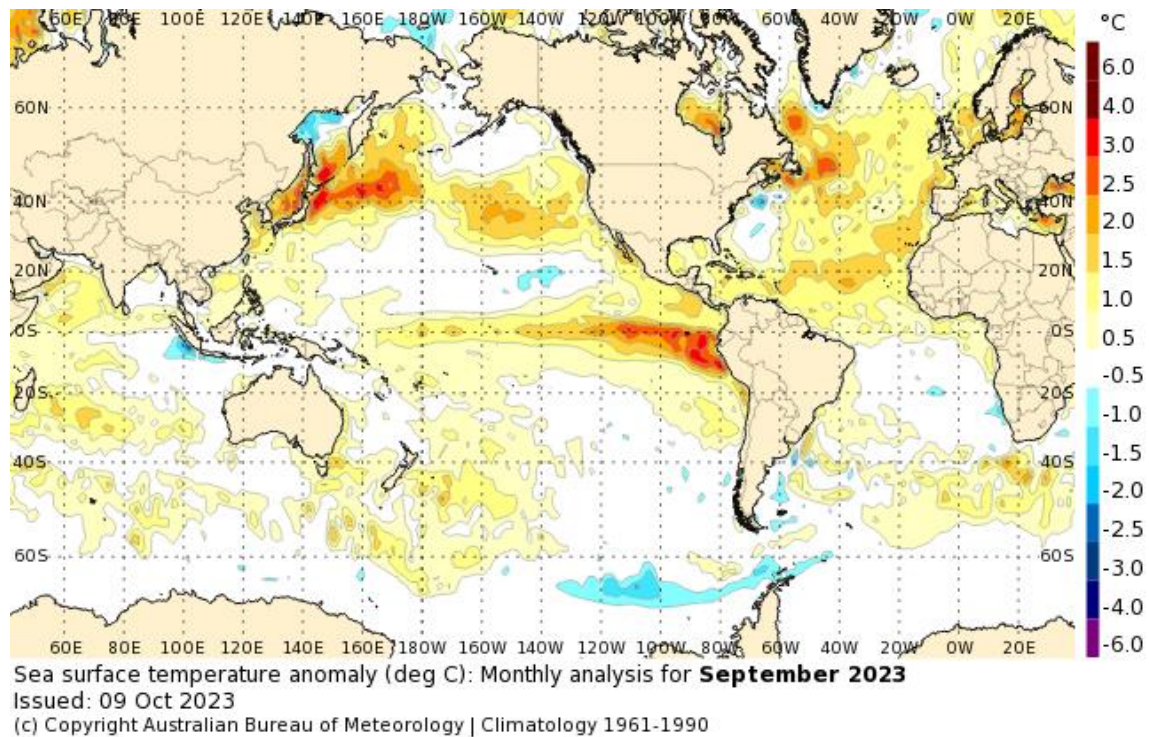 60E 80E 100E 120E 140E 160E 180E 160W 140W 120W 100W 80W 60W 40W 20W 0W 20E °C
6.0
60N 60N 4.0
3.0
2.5
40N 40N 2.0
1.5
20N 20N 1.0
0S 0S 0.5
-0.5
20S 20S -1.0
-1.5
40S 40S -2.0
-2.5
60S 60S -3.0
-4.0
60E 80E 100E 120E 140E 160E 180E 160W 140W 120W 100W 80W 60W 40W 20W 0W 20E -6.0
Sea surface temperature anomaly (deg C): Monthly analysis for September 2023
Issued: 09 Oct 2023
(c) Copyright Australian Bureau of Meteorology | Climatology 1961-1990